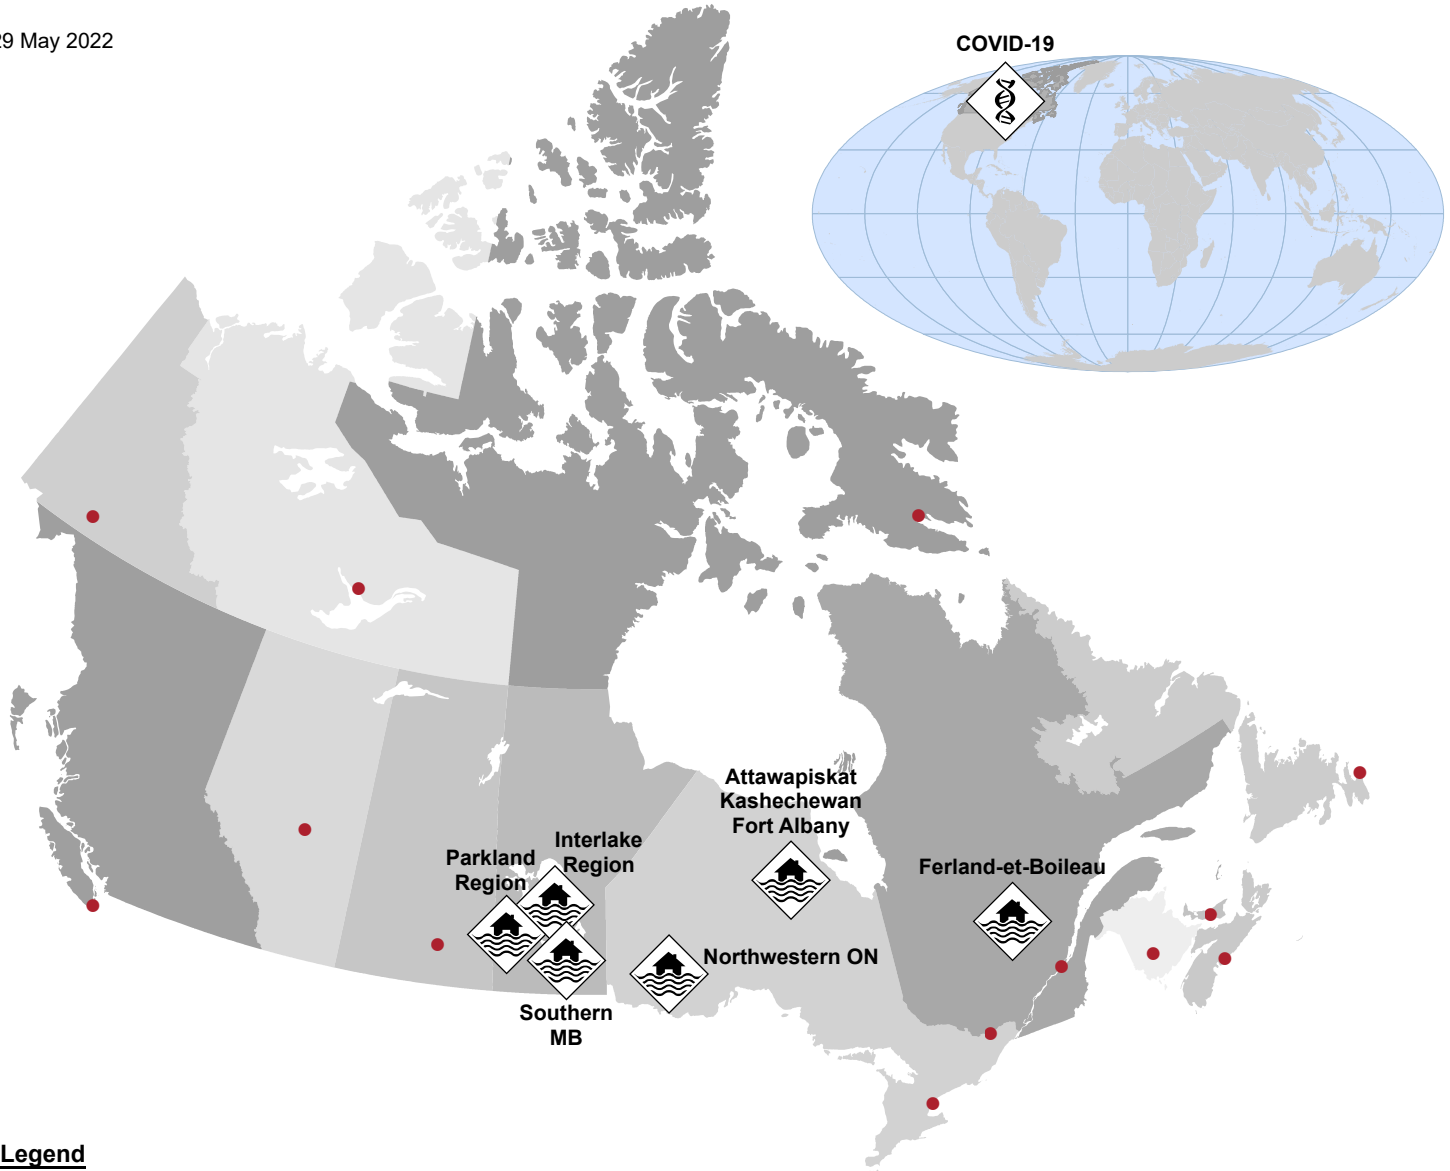 29 May 2022
COVID-19
Attawapiskat
Kashechewan
Fort Albany
Interlake
Region
Parkland
Region
Ferland-et-Boileau
Northwestern ON
Southern
MB
Legend